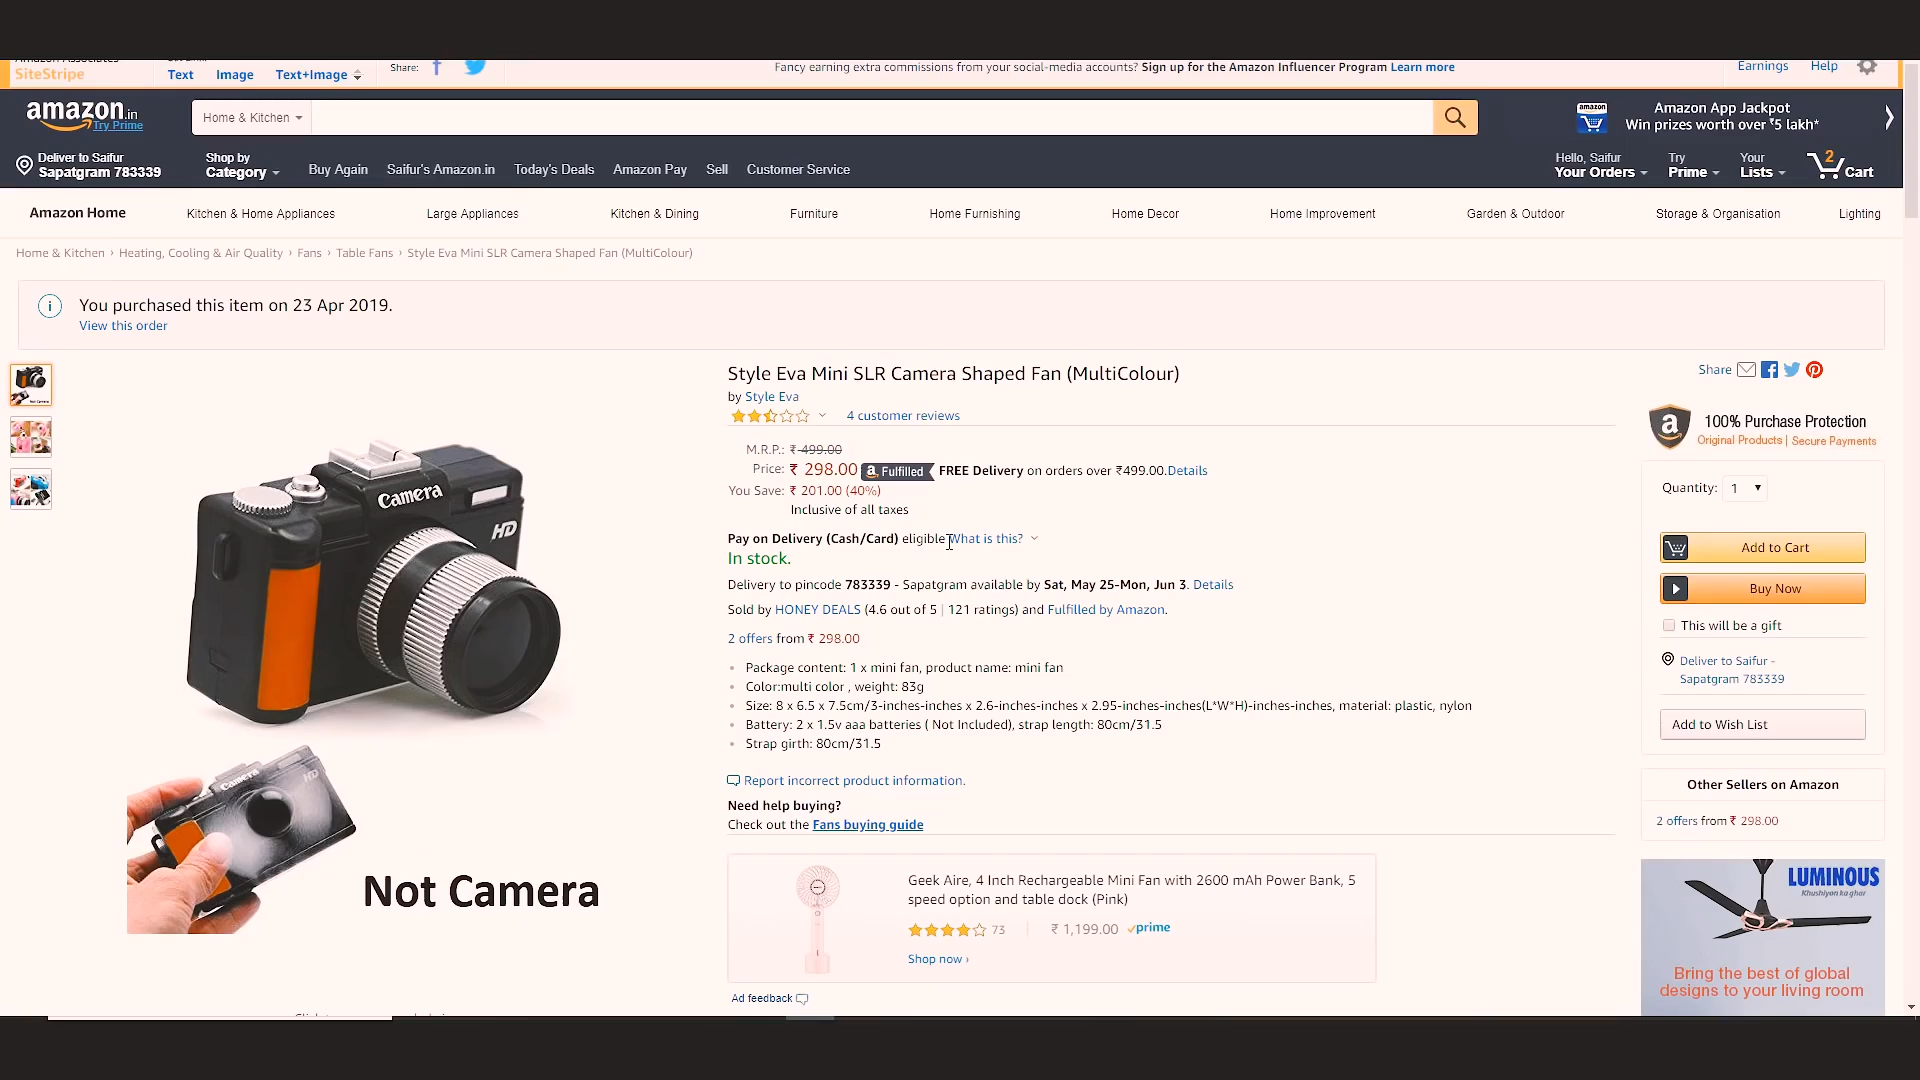 SiteStripe
Text Image Text+Image
Share:
Fancy earning extra commissions from your social-media accounts? Sign up for the Amazon Influencer Program Learn more
Earnings Help
amazon.in
Try Prime
Home & Kitchen
amazon
Amazon App Jackpot
Win prizes worth over ₹5 lakh*
Deliver to Saifur
Sapatgram 783339
Shop by
Category
Buy Again Saifur's Amazon.in Today's Deals Amazon Pay Sell Customer Service
Hello, Saifur
Your Orders
Try
Prime
Your
Lists
2
Cart
Amazon Home Kitchen & Home Appliances Large Appliances Kitchen & Dining Furniture Home Furnishing Home Decor Home Improvement Garden & Outdoor Storage & Organisation Lighting
Home & Kitchen › Heating, Cooling & Air Quality › Fans › Table Fans › Style Eva Mini SLR Camera Shaped Fan (MultiColour)
You purchased this item on 23 Apr 2019.
View this order
Camera
HD
Camera
HD
Not Camera
Style Eva Mini SLR Camera Shaped Fan (MultiColour)
by Style Eva
4 customer reviews
M.R.P.: ₹ 499.00
Price: ₹ 298.00 a Fulfilled FREE Delivery on orders over ₹499.00.Details
You Save: ₹ 201.00 (40%)
Inclusive of all taxes
Pay on Delivery (Cash/Card) eligible What is this?
In stock.
Delivery to pincode 783339 - Sapatgram available by Sat, May 25-Mon, Jun 3. Details
Sold by HONEY DEALS (4.6 out of 5 | 121 ratings) and Fulfilled by Amazon.
2 offers from ₹ 298.00
• Package content: 1 x mini fan, product name: mini fan
• Color:multi color , weight: 83g
• Size: 8 x 6.5 x 7.5cm/3-inches-inches x 2.6-inches-inches x 2.95-inches-inches(L*W*H)-inches-inches, material: plastic, nylon
• Battery: 2 x 1.5v aaa batteries ( Not Included), strap length: 80cm/31.5
• Strap girth: 80cm/31.5
Report incorrect product information.
Need help buying?
Check out the Fans buying guide
Geek Aire, 4 Inch Rechargeable Mini Fan with 2600 mAh Power Bank, 5
speed option and table dock (Pink)
73 | ₹ 1,199.00 prime
Shop now ›
Ad feedback
Share
a
100% Purchase Protection
Original Products | Secure Payments
Quantity: 1
Add to Cart
Buy Now
This will be a gift
Deliver to Saifur -
Sapatgram 783339
Add to Wish List
Other Sellers on Amazon
2 offers from ₹ 298.00
LUMINOUS
Khushiyon ka ghar
Bring the best of global
designs to your living room